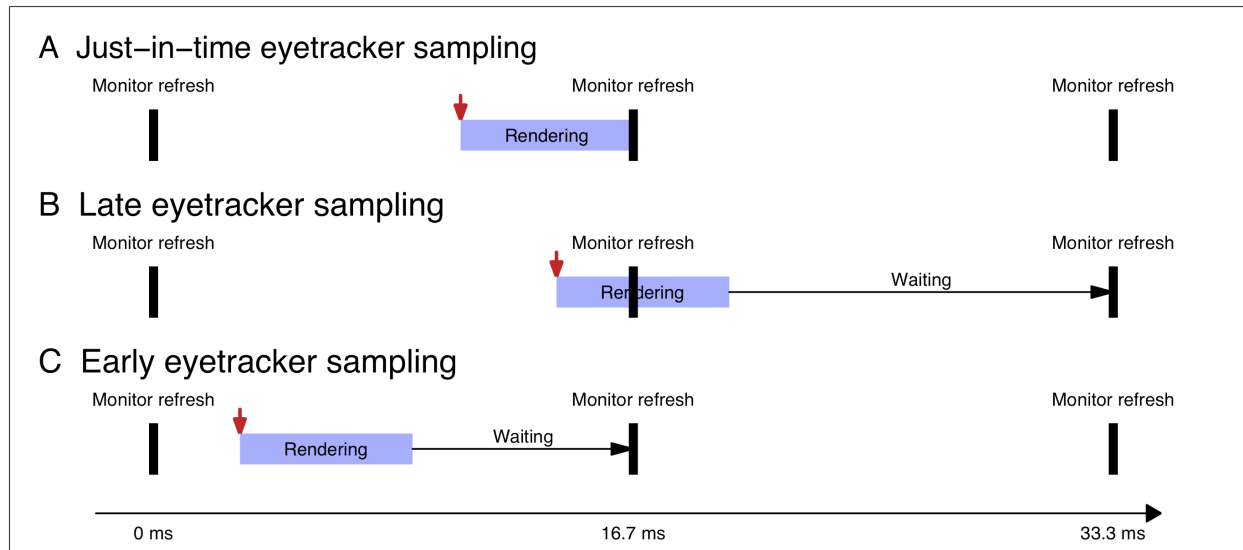 A Just−in−time eyetracker sampling
Monitor refresh Monitor refresh Monitor refresh
Rendering
B Late eyetracker sampling
Monitor refresh Monitor refresh Monitor refresh
Rendering Waiting
C Early eyetracker sampling
Monitor refresh Monitor refresh Monitor refresh
Rendering Waiting
0 ms 16.7 ms 33.3 ms